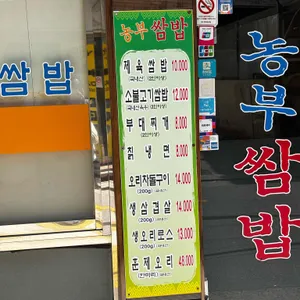 농부 쌈밥
제육쌈밥 10,000
소불고기쌈밥 12,000
부대찌개 8,000
칡냉면 8,000
오리자돌구이 14,000
(200g)
생삼겹살 14,000
(200g)
생오리로스 13,000
(200g)
훈제오리 48,000
쌈밥
농부쌈밥